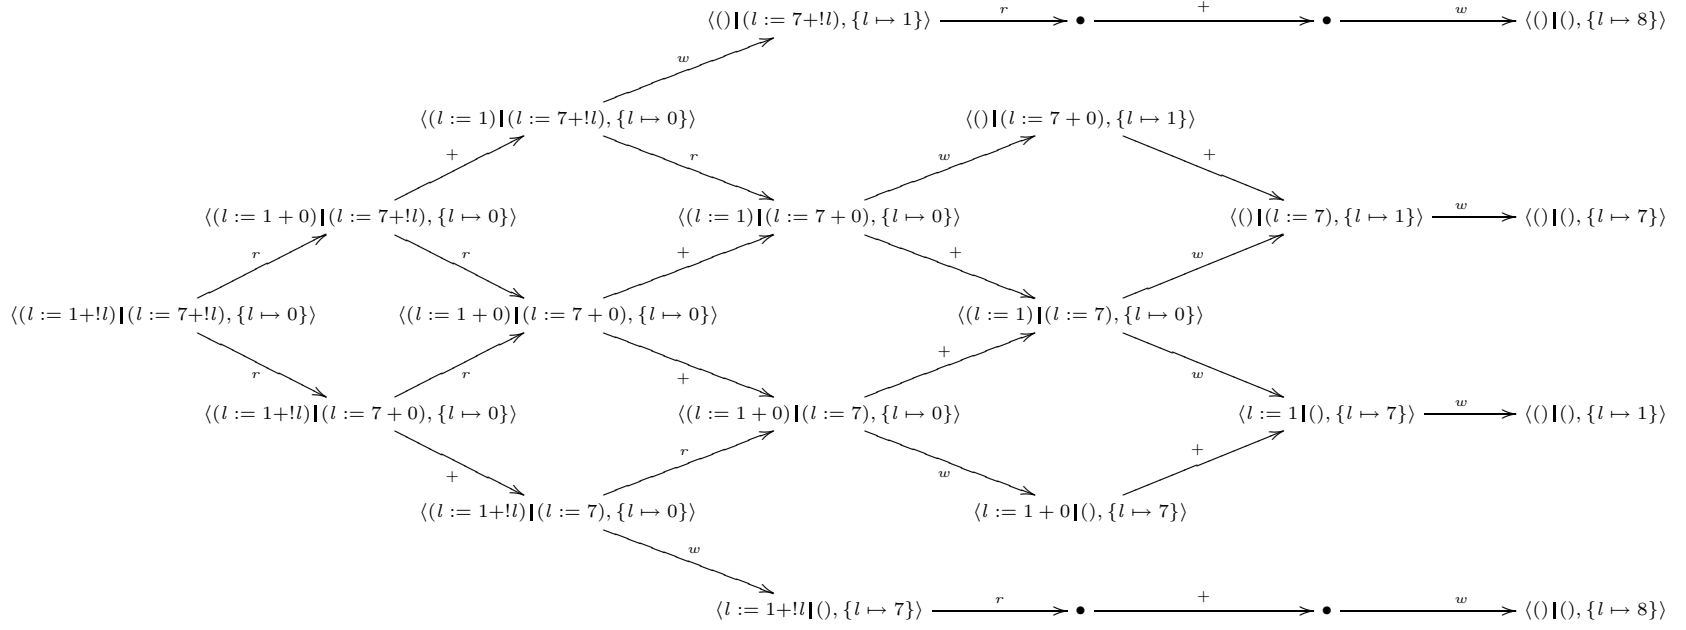 ⟨()|(l := 7+!l), {l ↦ 1}⟩ r • + • w ⟨()|(), {l ↦ 8}⟩
w
⟨(l := 1)|(l := 7+!l), {l ↦ 0}⟩ ⟨()|(l := 7 + 0), {l ↦ 1}⟩
+ r w +
⟨(l := 1 + 0)|(l := 7+!l), {l ↦ 0}⟩ ⟨(l := 1)|(l := 7 + 0), {l ↦ 0}⟩ ⟨()|(l := 7), {l ↦ 1}⟩ w ⟨()|(), {l ↦ 7}⟩
r r + + w
⟨(l := 1+!l)|(l := 7+!l), {l ↦ 0}⟩ ⟨(l := 1 + 0)|(l := 7 + 0), {l ↦ 0}⟩ ⟨(l := 1)|(l := 7), {l ↦ 0}⟩
r r + + w
⟨(l := 1+!l)|(l := 7 + 0), {l ↦ 0}⟩ ⟨(l := 1 + 0)|(l := 7), {l ↦ 0}⟩ ⟨l := 1|(), {l ↦ 7}⟩ w ⟨()|(), {l ↦ 1}⟩
+ r w +
⟨(l := 1+!l)|(l := 7), {l ↦ 0}⟩ ⟨l := 1 + 0|(), {l ↦ 7}⟩
w
⟨l := 1+!l|(), {l ↦ 7}⟩ r • + • w ⟨()|(), {l ↦ 8}⟩